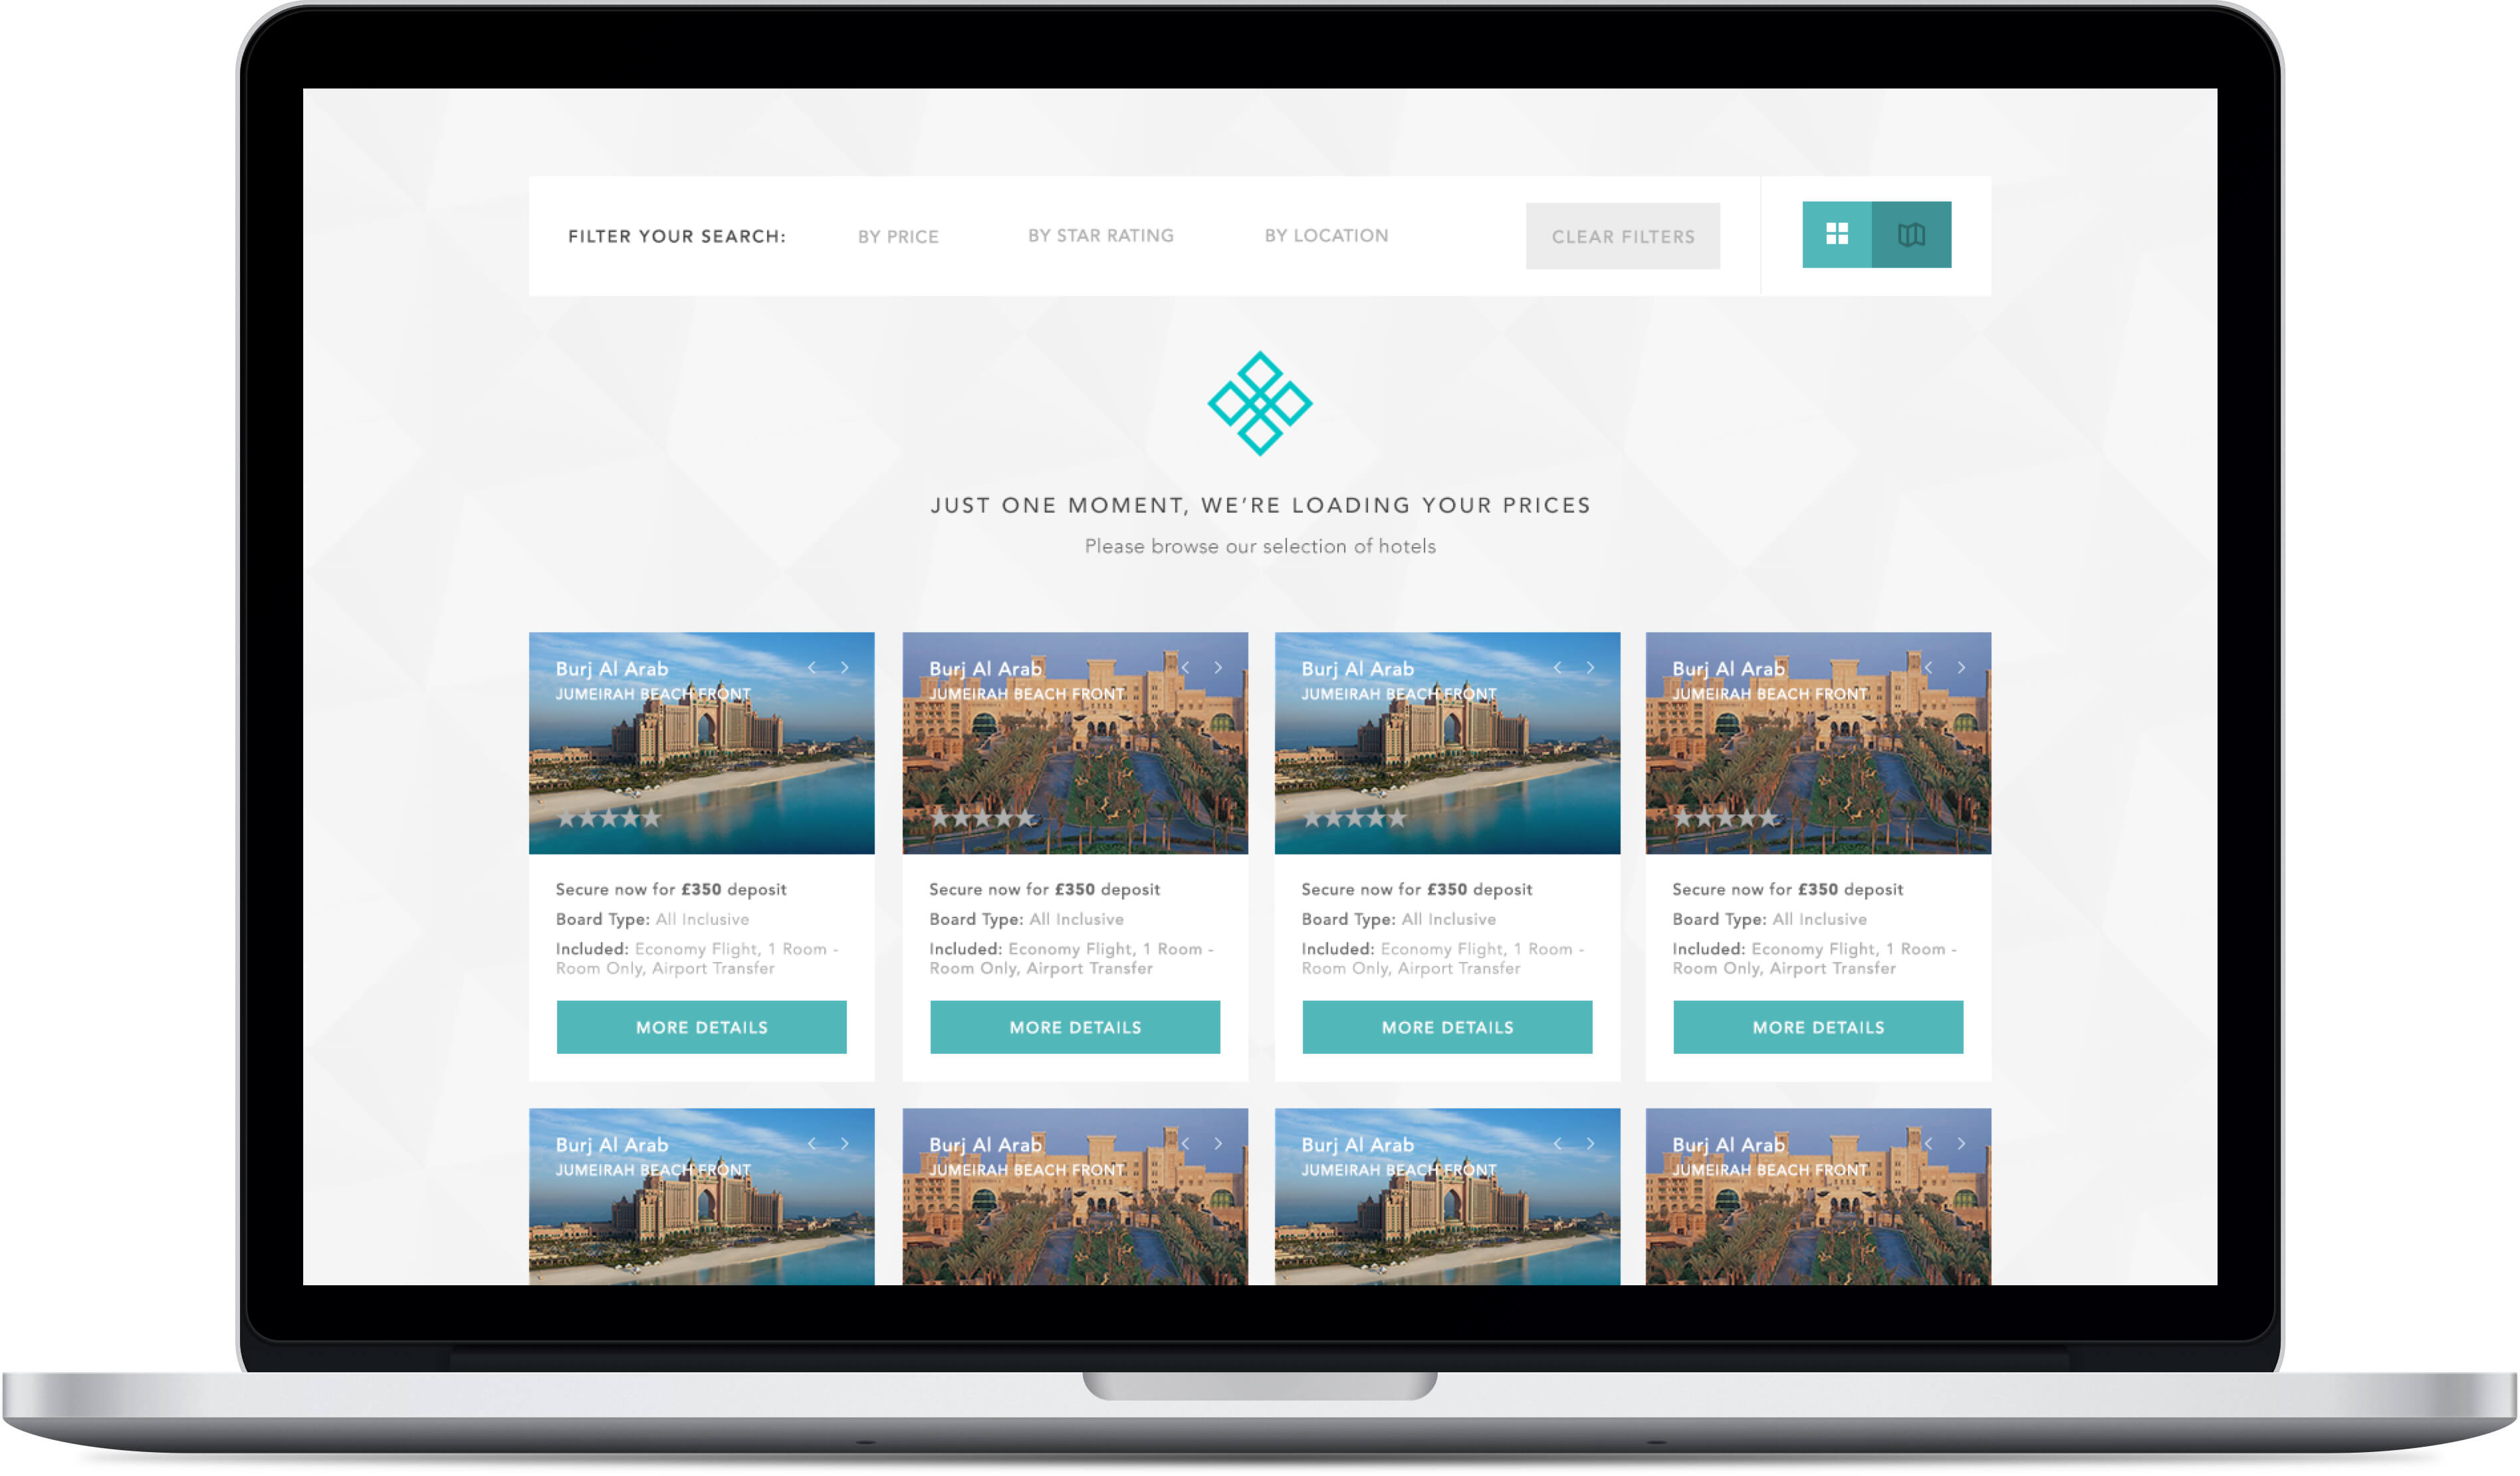 FILTER YOUR SEARCH: BY PRICE BY STAR RATING BY LOCATION CLEAR FILTERS
JUST ONE MOMENT, WE'RE LOADING YOUR PRICES
Please browse our selection of hotels
Burj Al Arab
JUMEIRAH BEACH FRONT
Secure now for £350 deposit
Board Type: All Inclusive
Included: Economy Flight, 1 Room -
Room Only, Airport Transfer
MORE DETAILS
Burj Al Arab
JUMEIRAH BEACH FRONT
Secure now for £350 deposit
Board Type: All Inclusive
Included: Economy Flight, 1 Room -
Room Only, Airport Transfer
MORE DETAILS
Burj Al Arab
JUMEIRAH BEACH FRONT
Secure now for £350 deposit
Board Type: All Inclusive
Included: Economy Flight, 1 Room -
Room Only, Airport Transfer
MORE DETAILS
Burj Al Arab
JUMEIRAH BEACH FRONT
Secure now for £350 deposit
Board Type: All Inclusive
Included: Economy Flight, 1 Room -
Room Only, Airport Transfer
MORE DETAILS
Burj Al Arab
JUMEIRAH BEACH FRONT
Burj Al Arab
JUMEIRAH BEACH FRONT
Burj Al Arab
JUMEIRAH BEACH FRONT
Burj Al Arab
JUMEIRAH BEACH FRONT